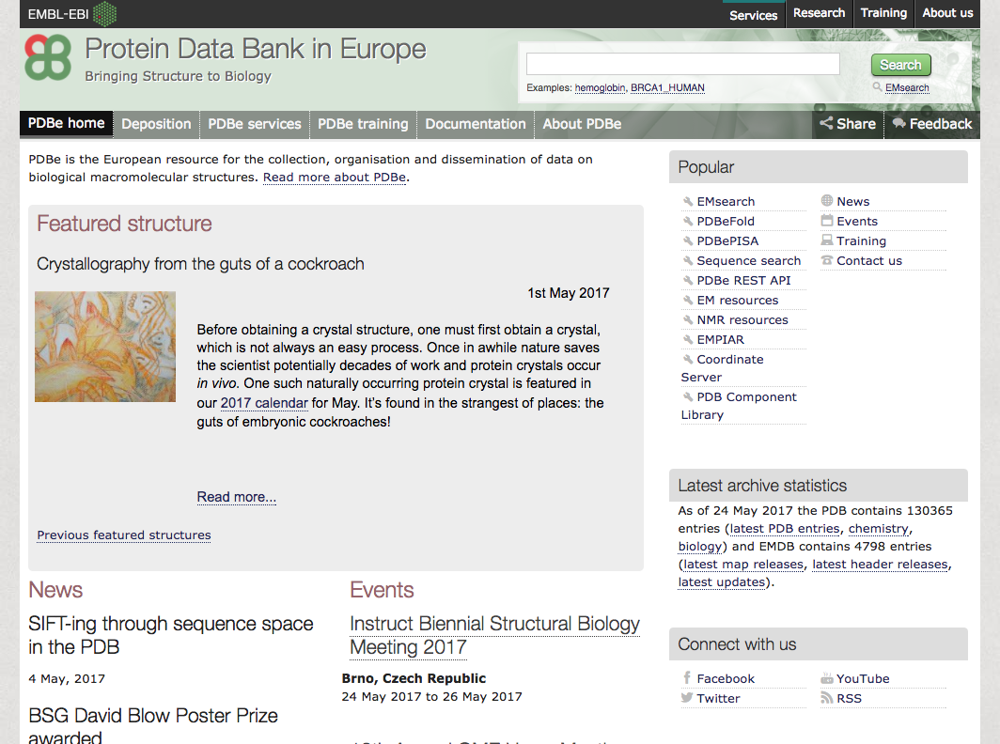 EMBL-EBI
Services
Research
Training
About us
Protein Data Bank in Europe
Bringing Structure to Biology
Search
Examples: hemoglobin, BRCA1_HUMAN
EMsearch
PDBe home
Deposition
PDBe services
PDBe training
Documentation
About PDBe
Share
Feedback
PDBe is the European resource for the collection, organisation and dissemination of data on
biological macromolecular structures. Read more about PDBe.
Featured structure
Crystallography from the guts of a cockroach
1st May 2017
Before obtaining a crystal structure, one must first obtain a crystal,
which is not always an easy process. Once in awhile nature saves
the scientist potentially decades of work and protein crystals occur
in vivo. One such naturally occurring protein crystal is featured in
our 2017 calendar for May. It's found in the strangest of places: the
guts of embryonic cockroaches!
Read more...
Previous featured structures
News
SIFT-ing through sequence space
in the PDB
4 May, 2017
BSG David Blow Poster Prize
awarded
Events
Instruct Biennial Structural Biology
Meeting 2017
Brno, Czech Republic
24 May 2017 to 26 May 2017
Popular
EMsearch
PDBeFold
PDBePISA
Sequence search
PDBe REST API
EM resources
NMR resources
EMPIAR
Coordinate
Server
PDB Component
Library
News
Events
Training
Contact us
Latest archive statistics
As of 24 May 2017 the PDB contains 130365
entries (latest PDB entries, chemistry,
biology) and EMDB contains 4798 entries
(latest map releases, latest header releases,
latest updates).
Connect with us
Facebook
Twitter
YouTube
RSS